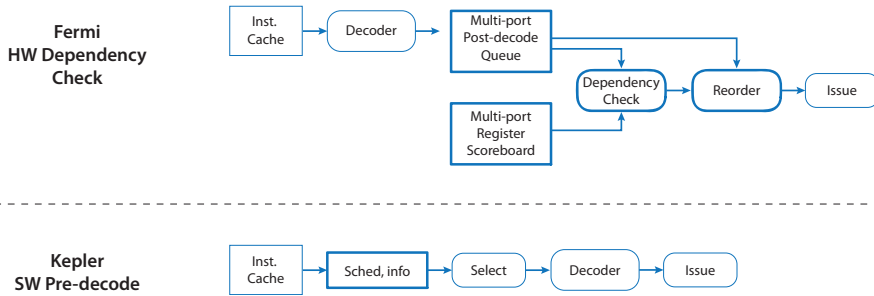 Fermi
HW Dependency
Check
Inst.
Cache
Decoder
Multi-port
Post-decode
Queue
Dependency
Check
Reorder
Issue
Multi-port
Register
Scoreboard
Kepler
SW Pre-decode
Inst.
Cache
Sched, info
Select
Decoder
Issue